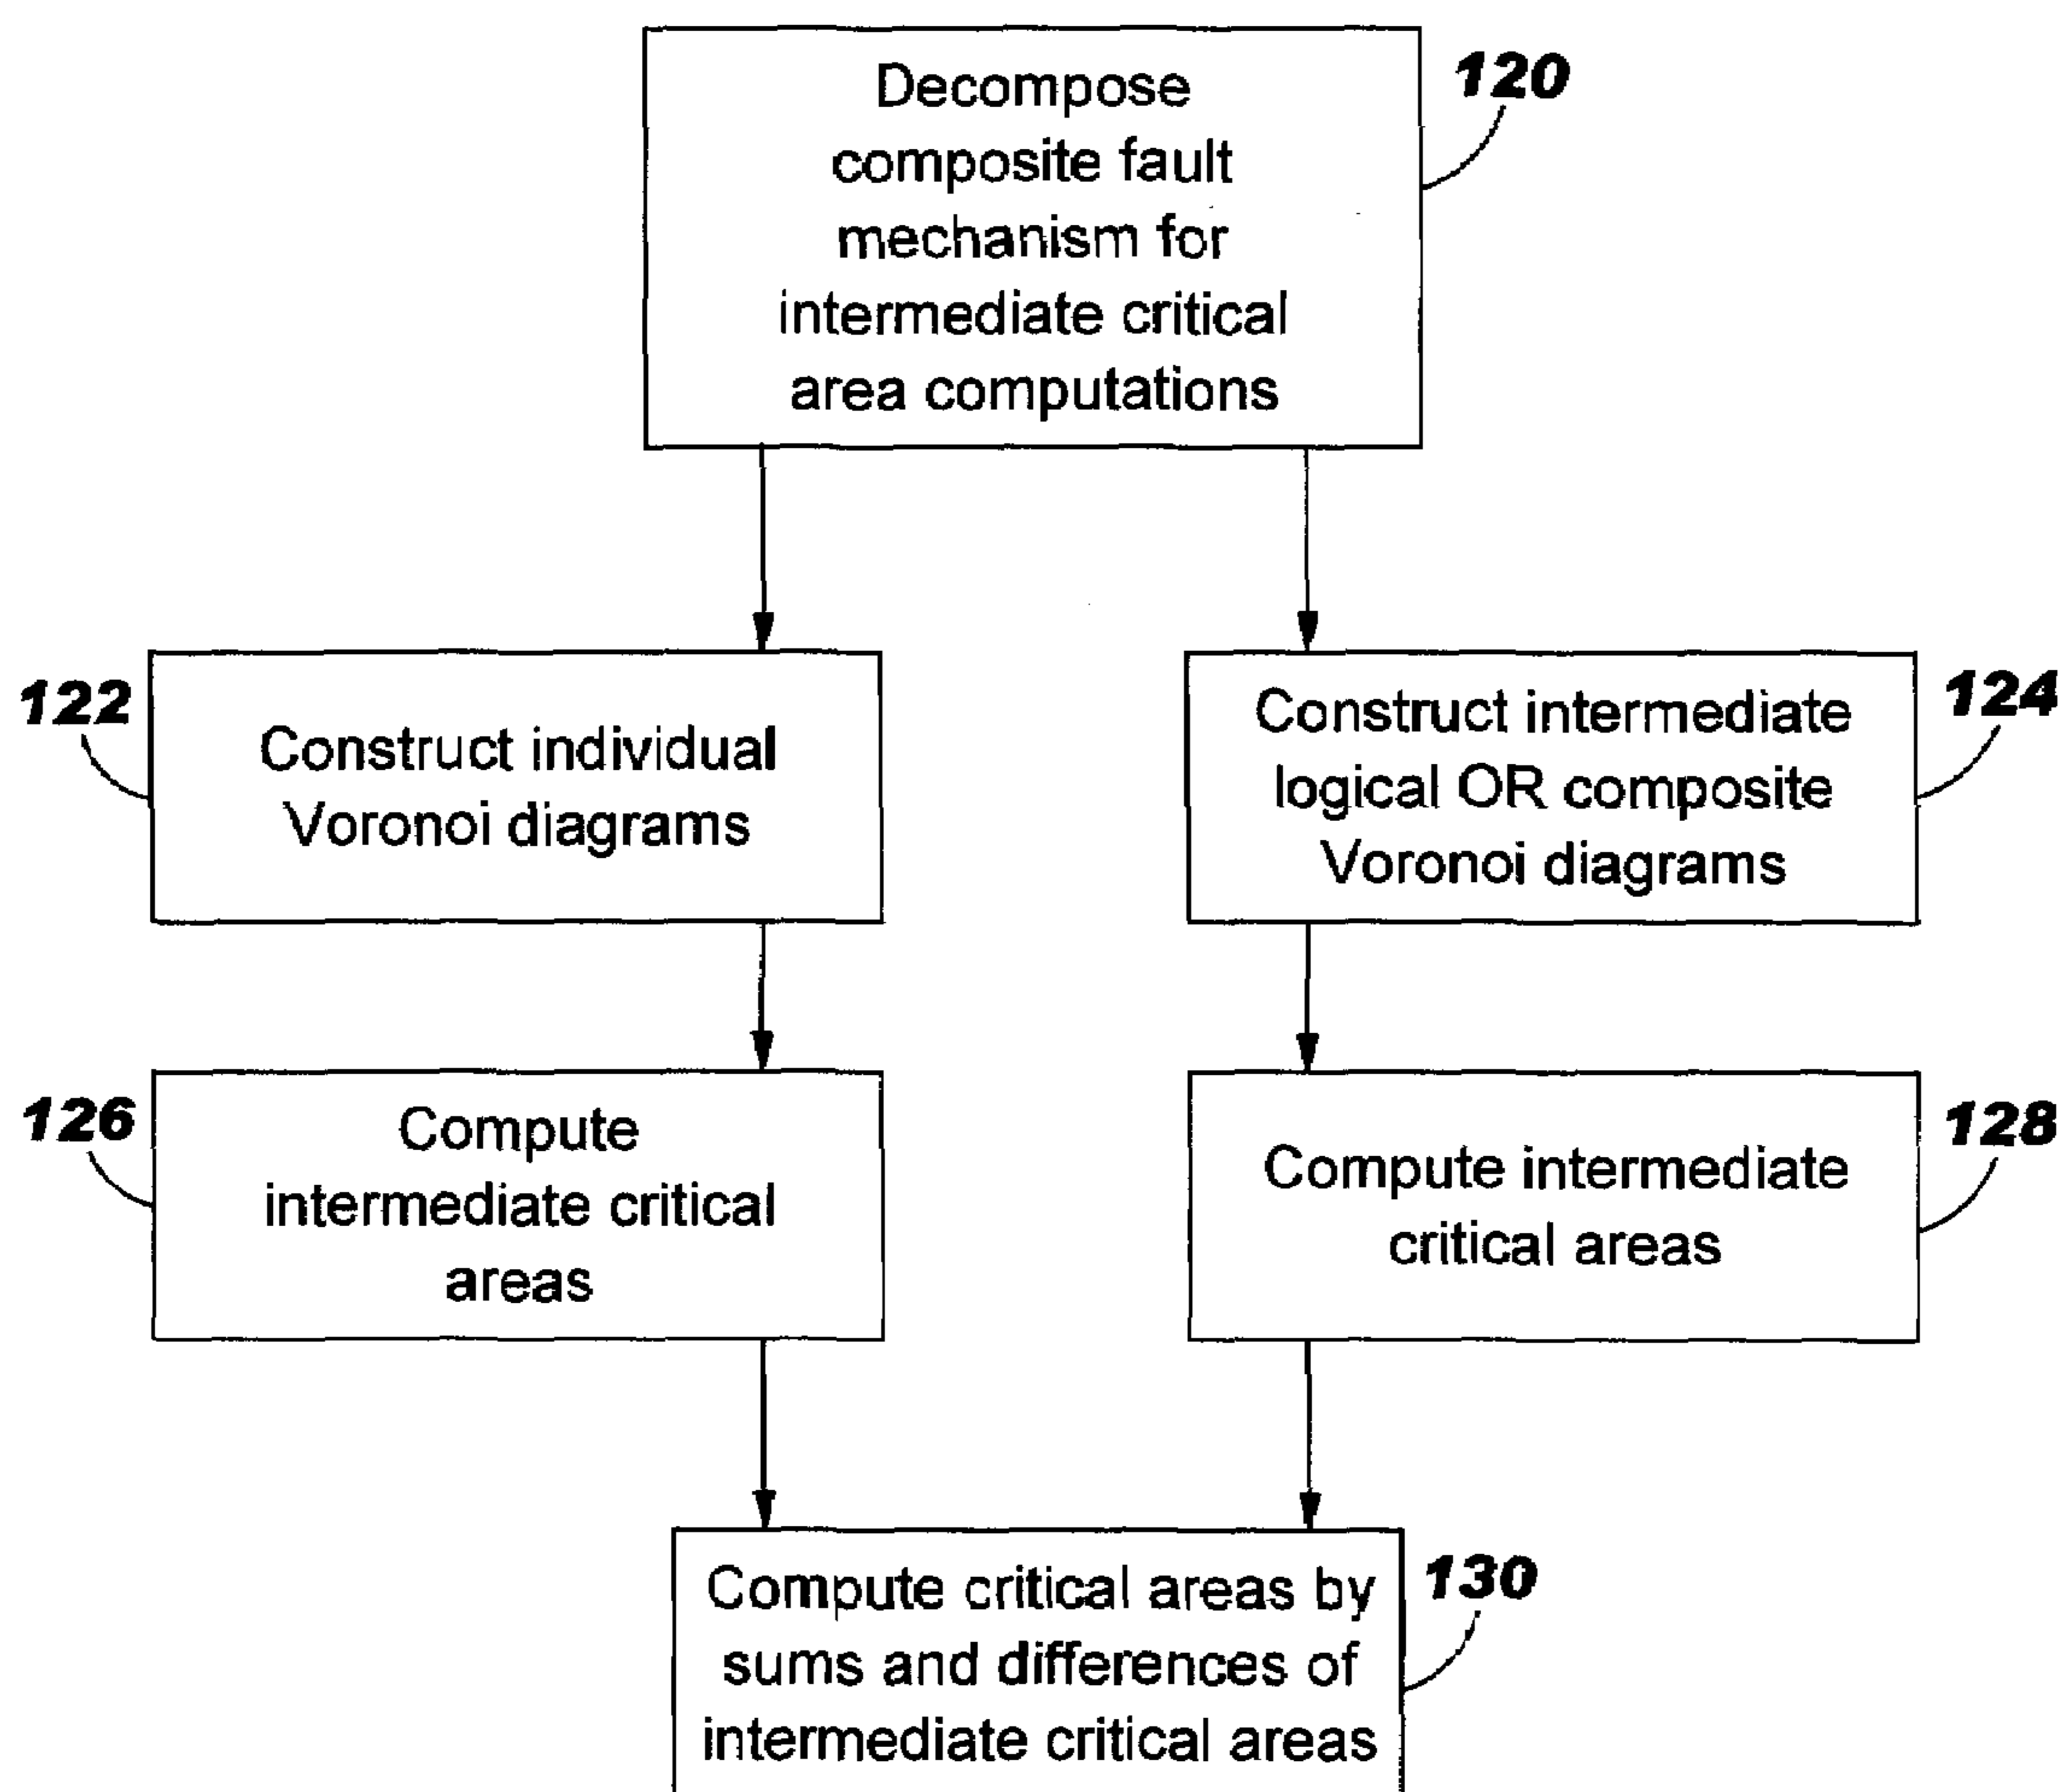 Decompose
composite fault
mechanism for
intermediate critical
area computations
120
122
Construct individual
Voronoi diagrams
Construct intermediate
logical OR composite
Voronoi diagrams
124
126
Compute
intermediate critical
areas
Compute intermediate
critical areas
128
Compute critical areas by
sums and differences of
intermediate critical areas
130